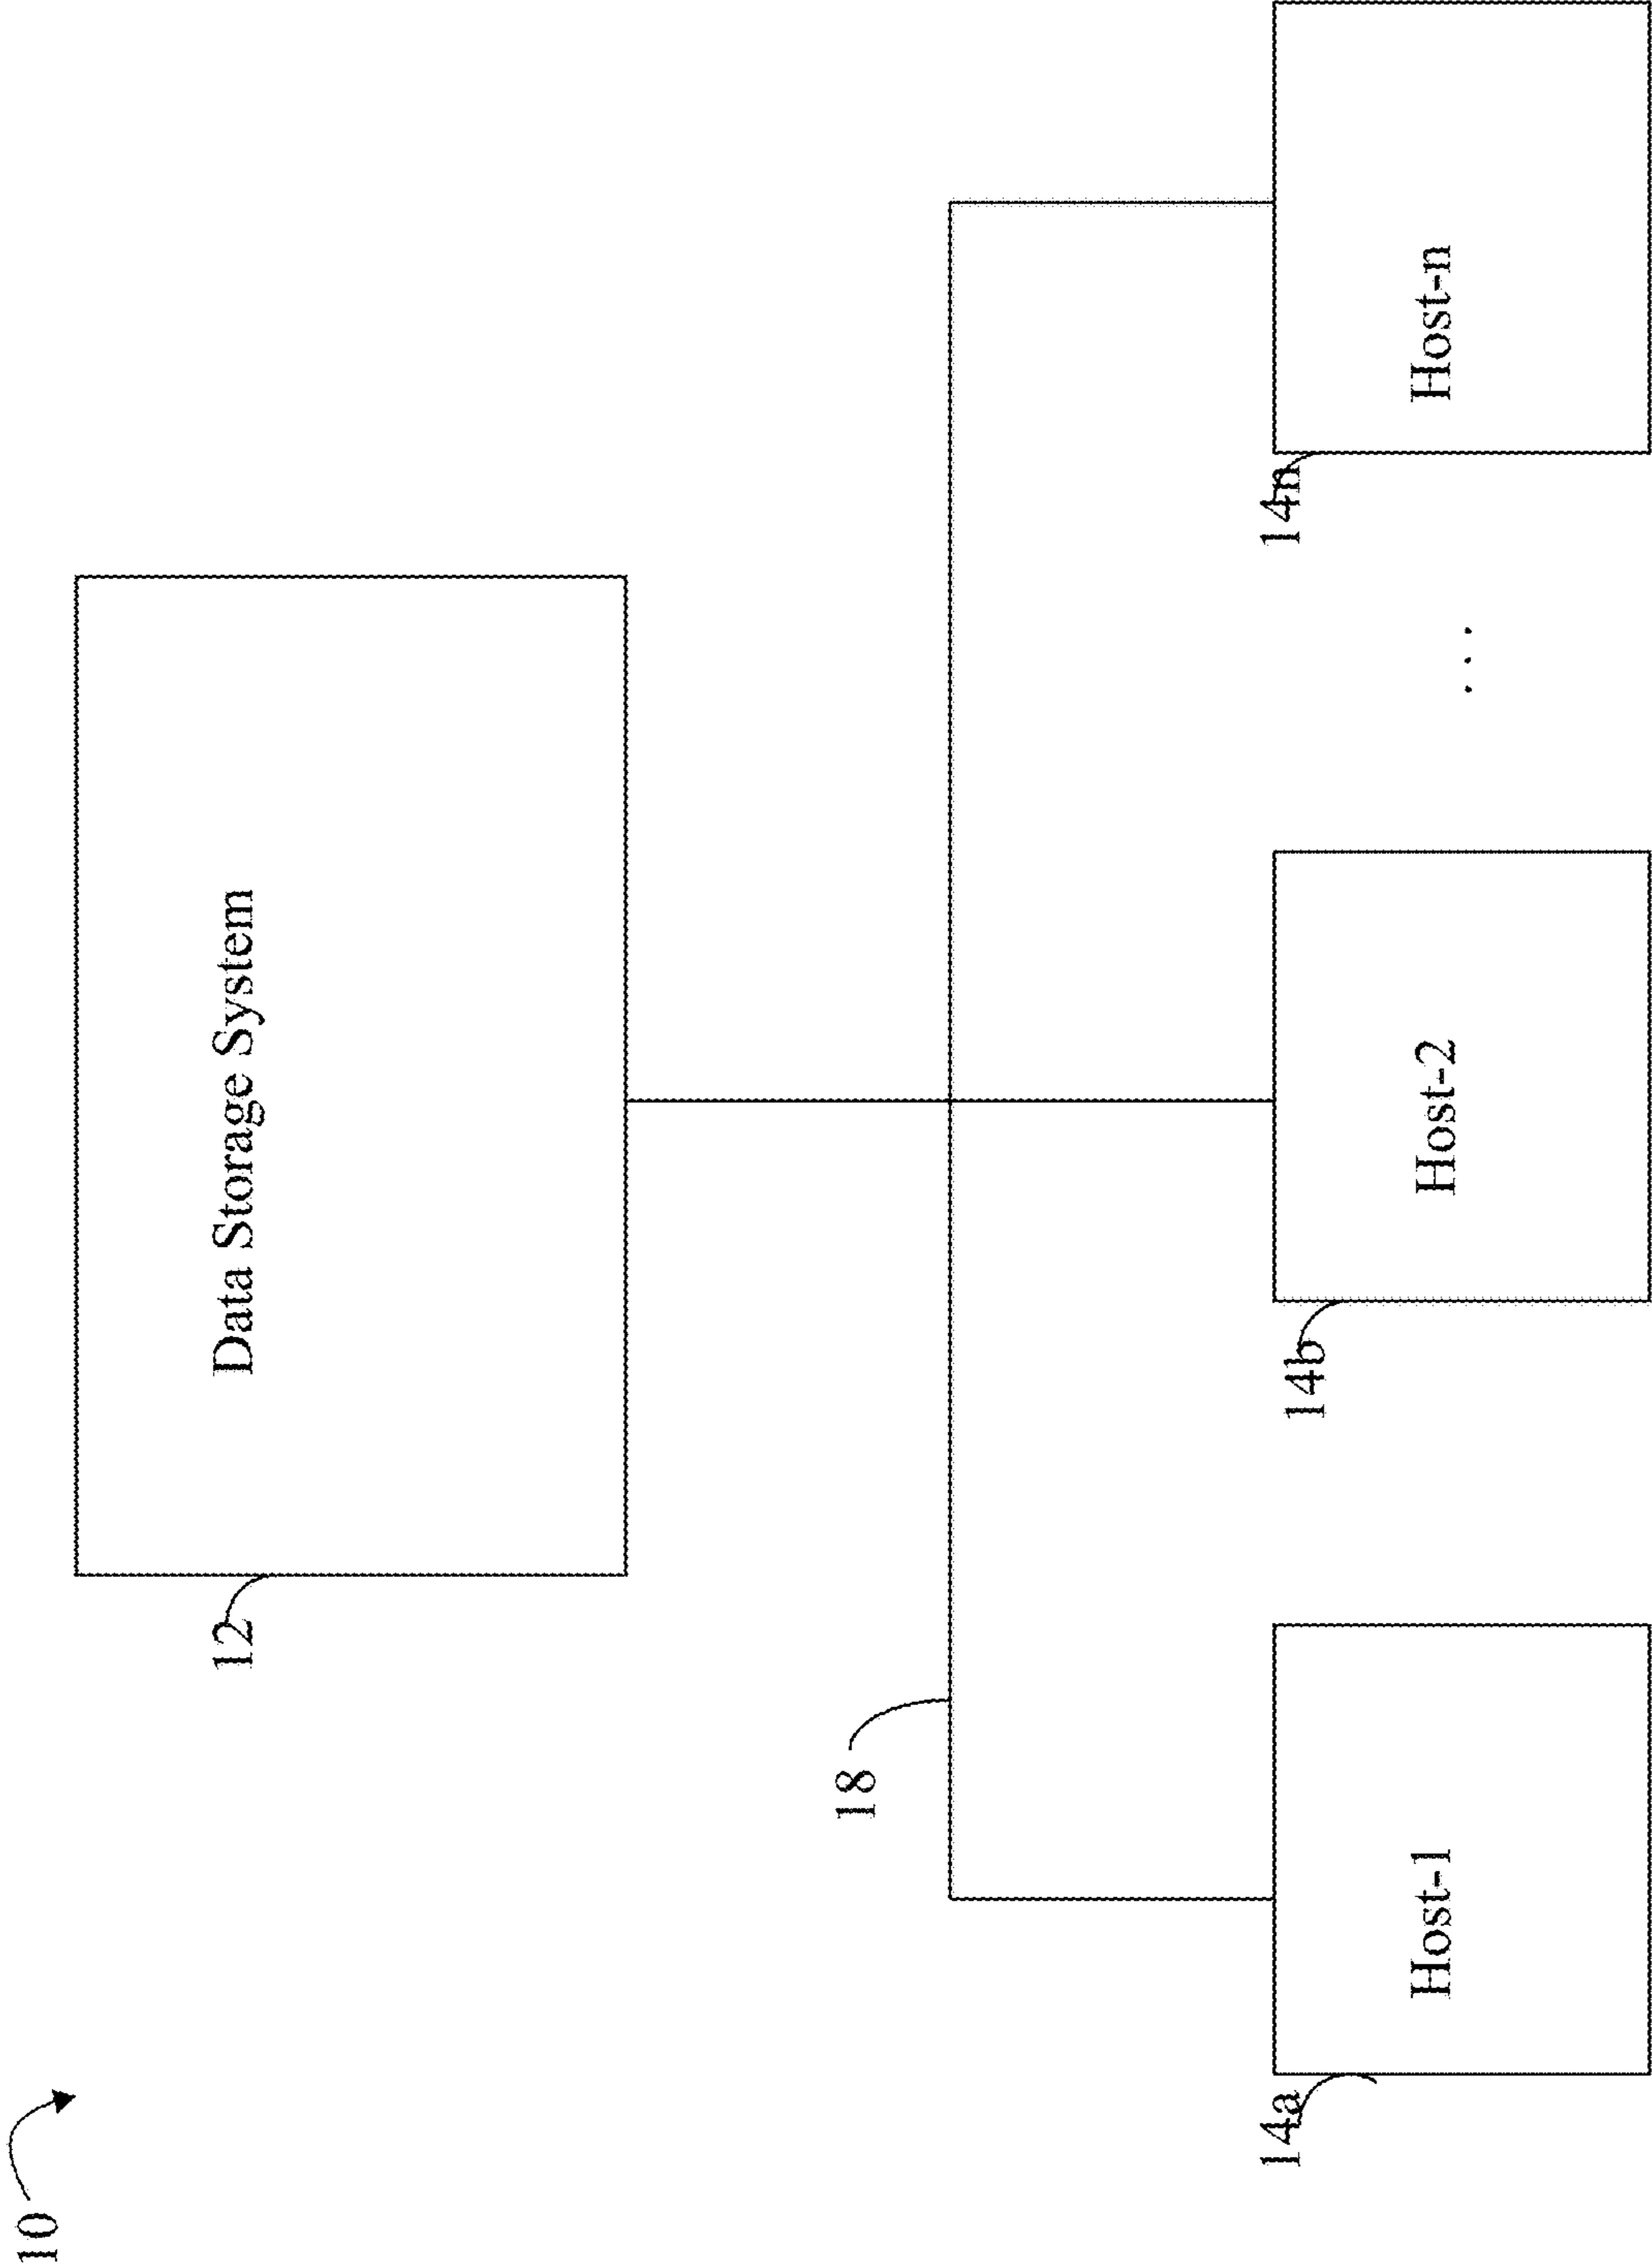 10
Data Storage System
12
18
Host-1
Host-2
Host-n
14a
14b
. . .
14n